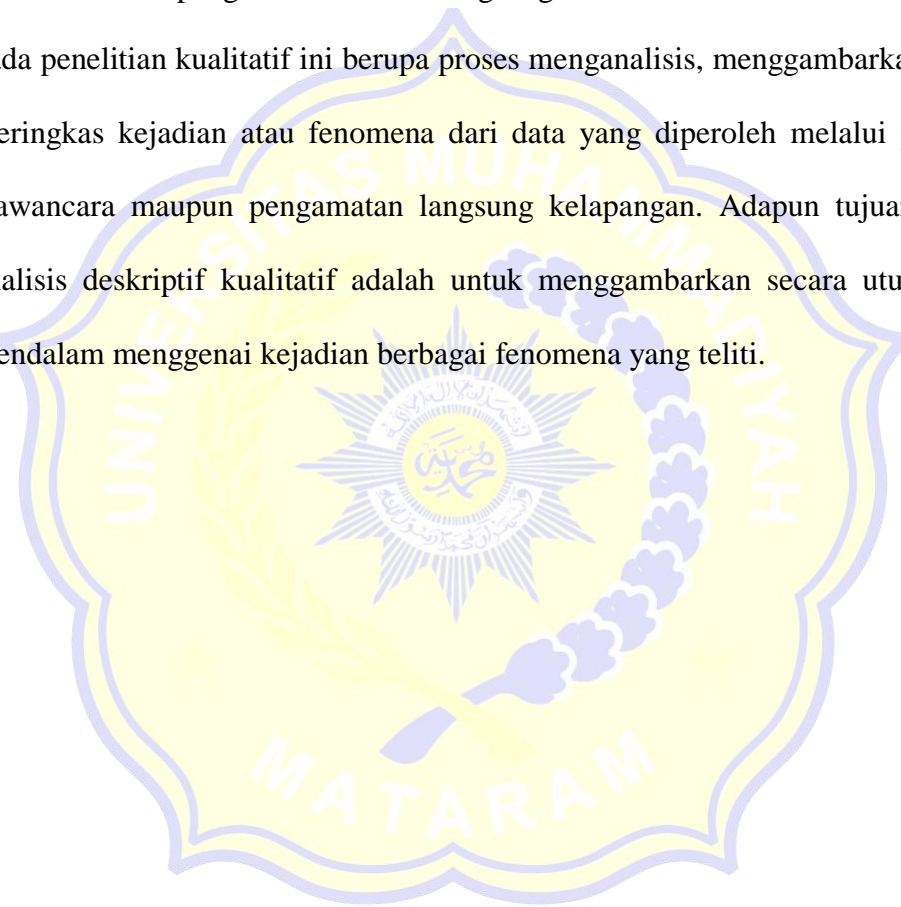 ada penelitian kualitatif ini berupa proses menganalisis, menggambarka
eringkas kejadian atau fenomena dari data yang diperoleh melalui
awancara maupun pengamatan langsung kelapangan. Adapun tujua
nalisis deskriptif kualitatif adalah untuk menggambarkan secara utu
endalam menggenai kejadian berbagai fenomena yang teliti.
UNIVERSITAS MUHAMMADIYAH
MATARAM